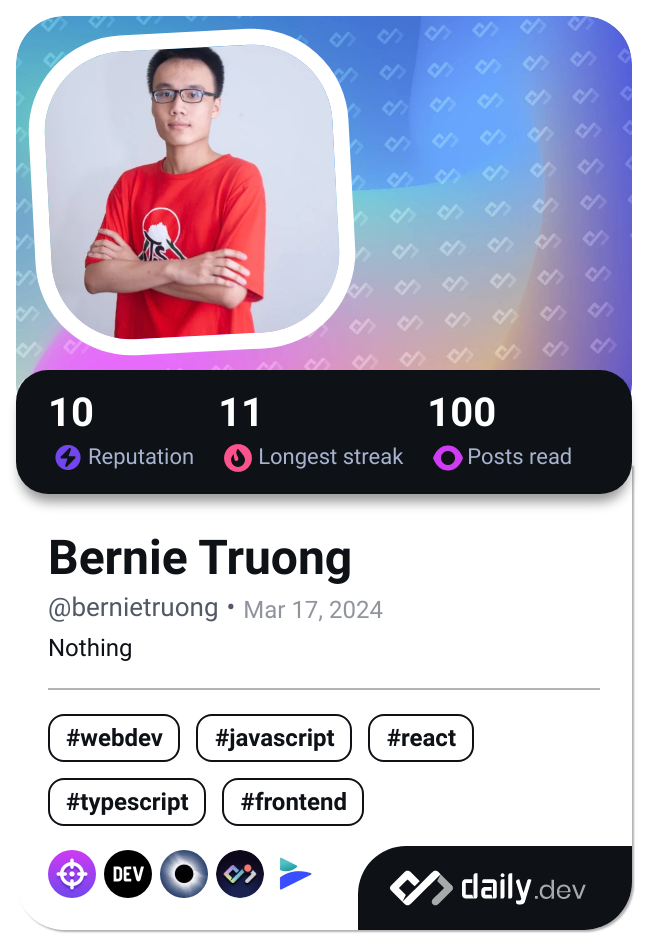 10 11 100
Reputation Longest streak Posts read
Bernie Truong
@bernietruong • Mar 17, 2024
Nothing
#webdev #javascript #react
#typescript #frontend
DEV daily.dev